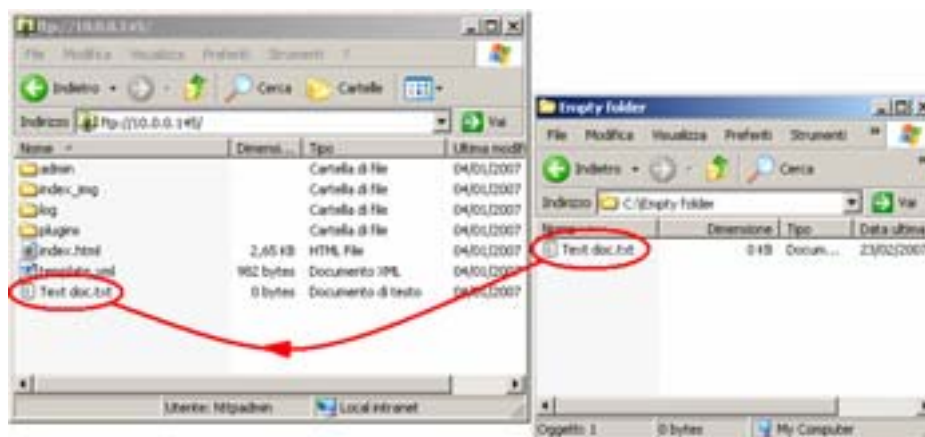 ftp://10.0.0.145/
File Modifica Visualizza Preferiti Strumenti ?
Indietro Cerca Cartelle
Indirizzo ftp://10.0.0.145/ Vai
Nome Dimensi... Tipo Ultima modifi
admin Cartella di file 04/01/2007
index_img Cartella di file 04/01/2007
log Cartella di file 04/01/2007
plugins Cartella di file 04/01/2007
index.html 2,65 KB HTML File 04/01/2007
template.xml 982 bytes Documento XML 04/01/2007
Test doc.txt 0 bytes Documento di testo 04/01/2007
Utente: httpadmin Local intranet
Empty folder
File Modifica Visualizza Preferiti Strumenti »
Indietro Cerca »
Indirizzo C:\Empty folder Vai
Nome Dimensione Tipo Data ultima
Test doc.txt 0 KB Docum... 23/02/2007
Oggetti: 1 0 bytes My Computer